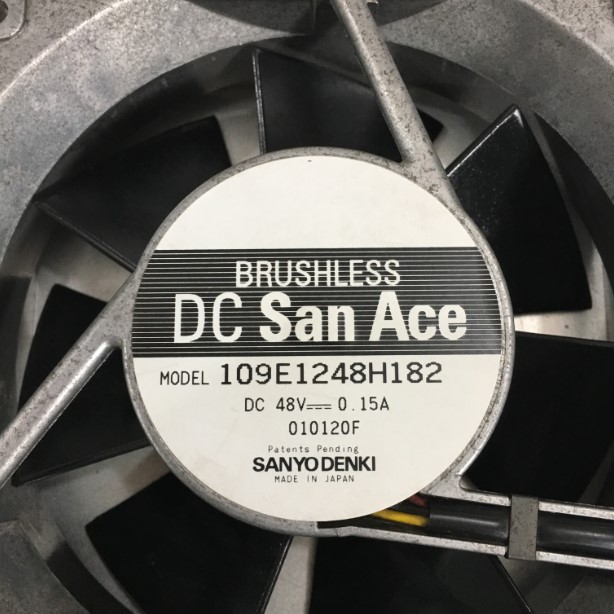 BRUSHLESS
DC San Ace
MODEL 109E1248H182
DC 48V⎓ 0.15A
010120F
Patents Pending
SANYO DENKI
MADE IN JAPAN